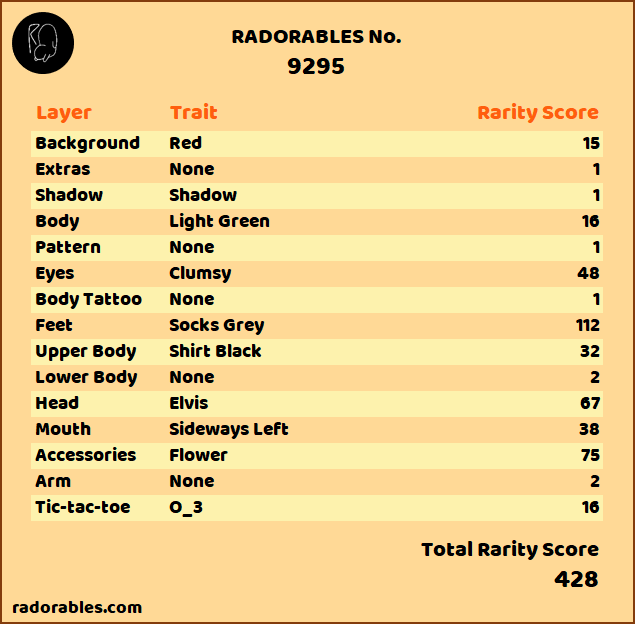 RADORABLES No.
9295
Layer Trait Rarity Score
Background Red 15
Extras None 1
Shadow Shadow 1
Body Light Green 16
Pattern None 1
Eyes Clumsy 48
Body Tattoo None 1
Feet Socks Grey 112
Upper Body Shirt Black 32
Lower Body None 2
Head Elvis 67
Mouth Sideways Left 38
Accessories Flower 75
Arm None 2
Tic-tac-toe O_3 16
Total Rarity Score
428
radorables.com